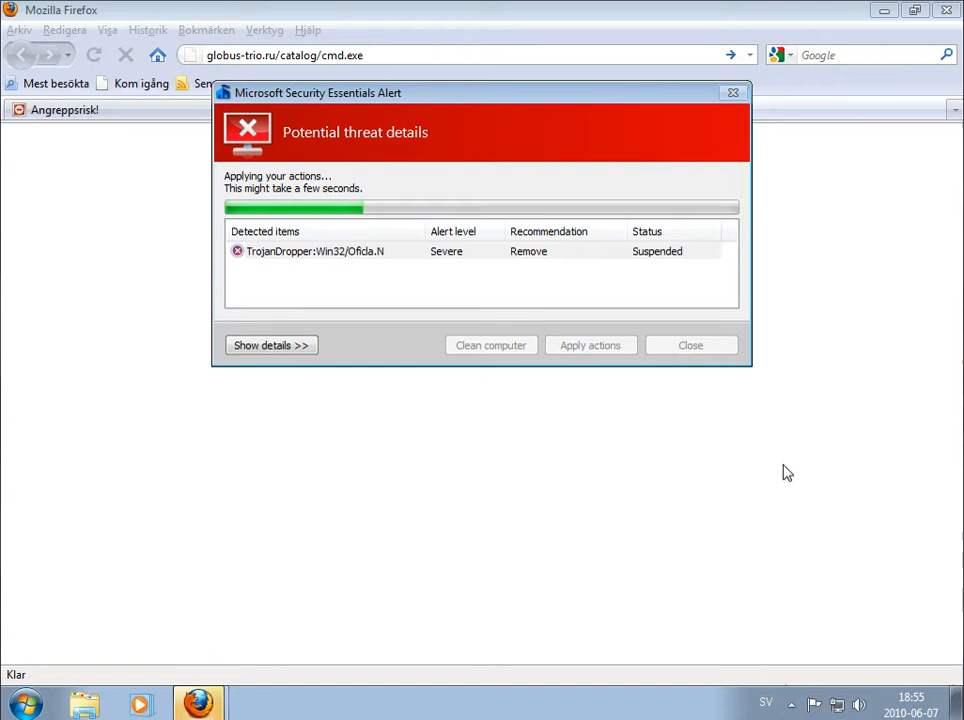 Mozilla Firefox
Arkiv Redigera Visa Historik Bokmärken Verktyg Hjälp
globus-trio.ru/catalog/cmd.exe
Google
Mest besökta Kom igång Sen
Angreppsrisk!
Microsoft Security Essentials Alert
Potential threat details
Applying your actions...
This might take a few seconds.
Detected items Alert level Recommendation Status
TrojanDropper:Win32/Oficla.N Severe Remove Suspended
Show details >> Clean computer Apply actions Close
Klar
SV
18:55
2010-06-07